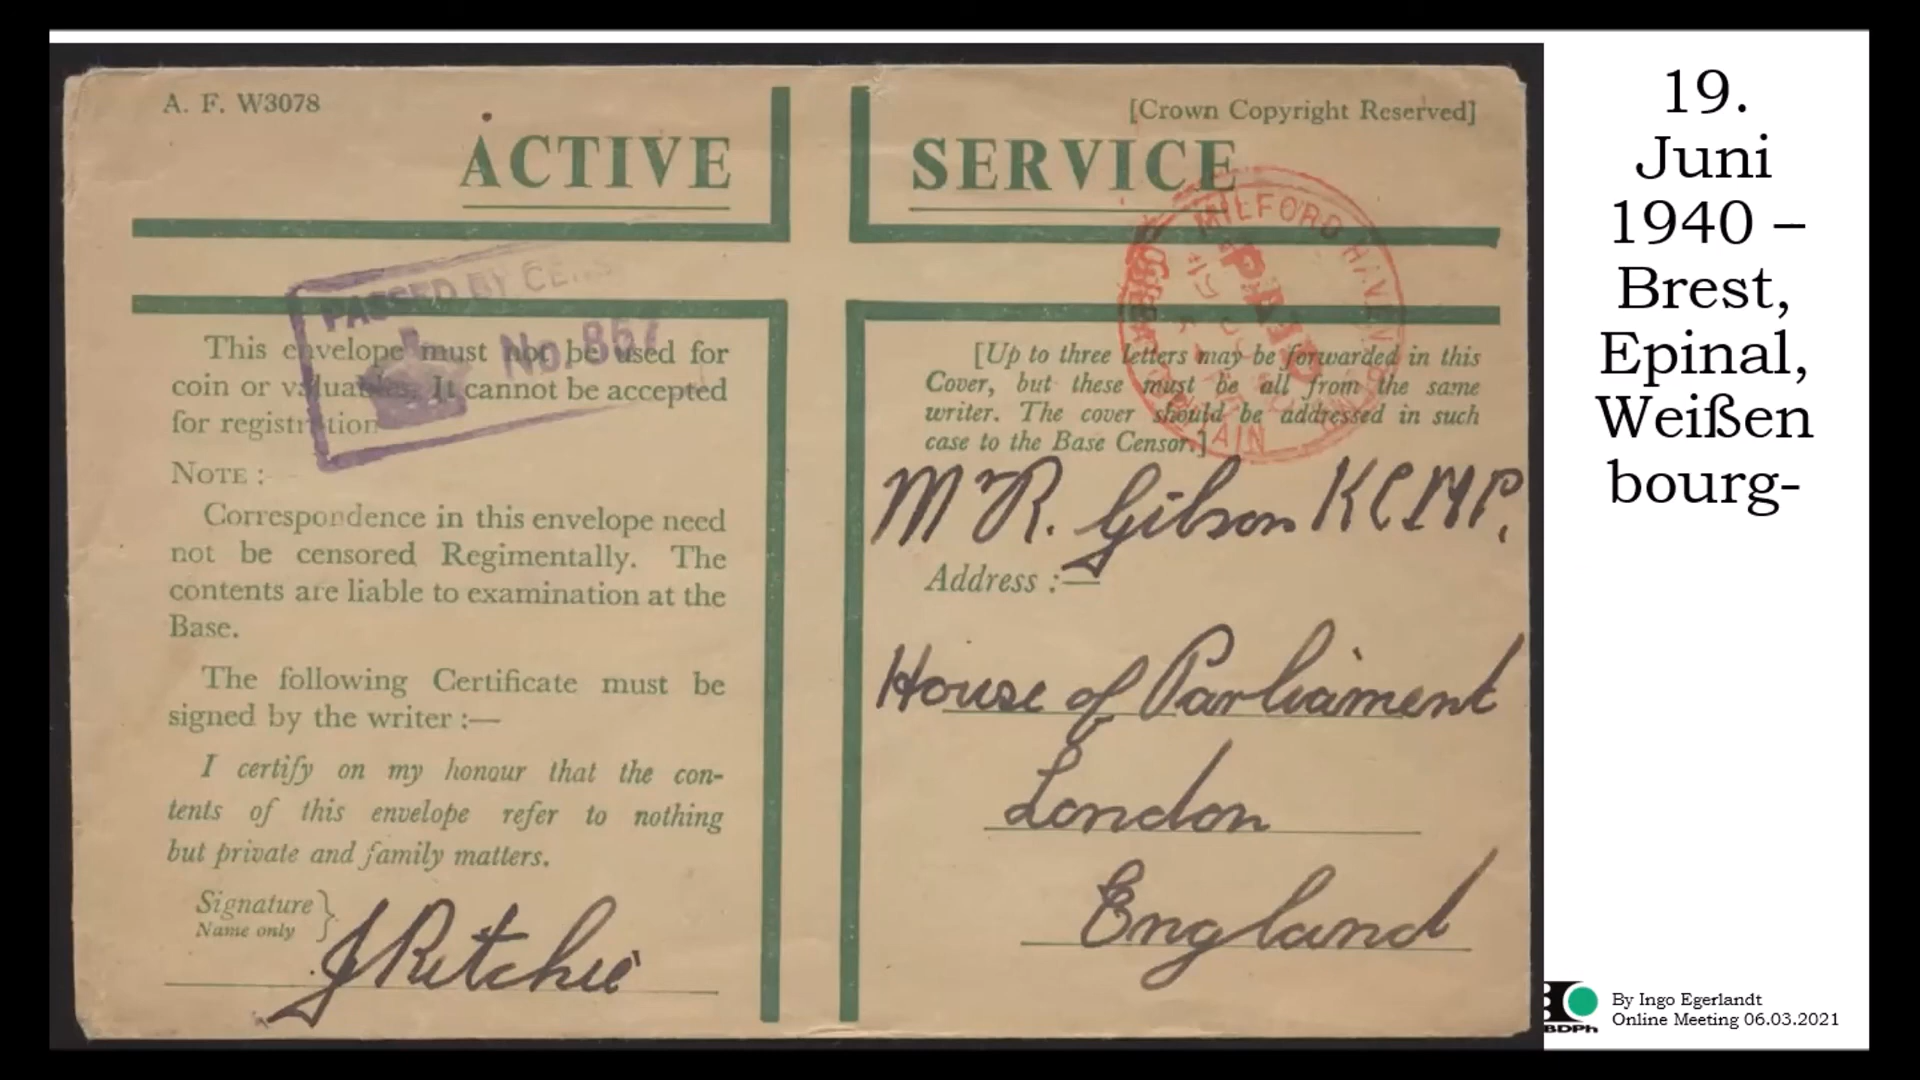 A. F. W3078
[Crown Copyright Reserved]
ACTIVE SERVICE
PASSED BY CENS
No. 867
MILFORD HAVEN
PAID
This envelope must not be used for
coin or valuables. It cannot be accepted
for registration
NOTE :-
Correspondence in this envelope need
not be censored Regimentally. The
contents are liable to examination at the
Base.
The following Certificate must be
signed by the writer :—
I certify on my honour that the con-
tents of this envelope refer to nothing
but private and family matters.
Signature }
Name only
J Ritchie
[Up to three letters may be forwarded in this
Cover, but these must be all from the same
writer. The cover should be addressed in such
case to the Base Censor.]
Mr R. Gibson KCMP.
Address :—
House of Parliament
London
England
19.
Juni
1940 –
Brest,
Epinal,
Weißen
bourg-
BDPh
By Ingo Egerlandt
Online Meeting 06.03.2021